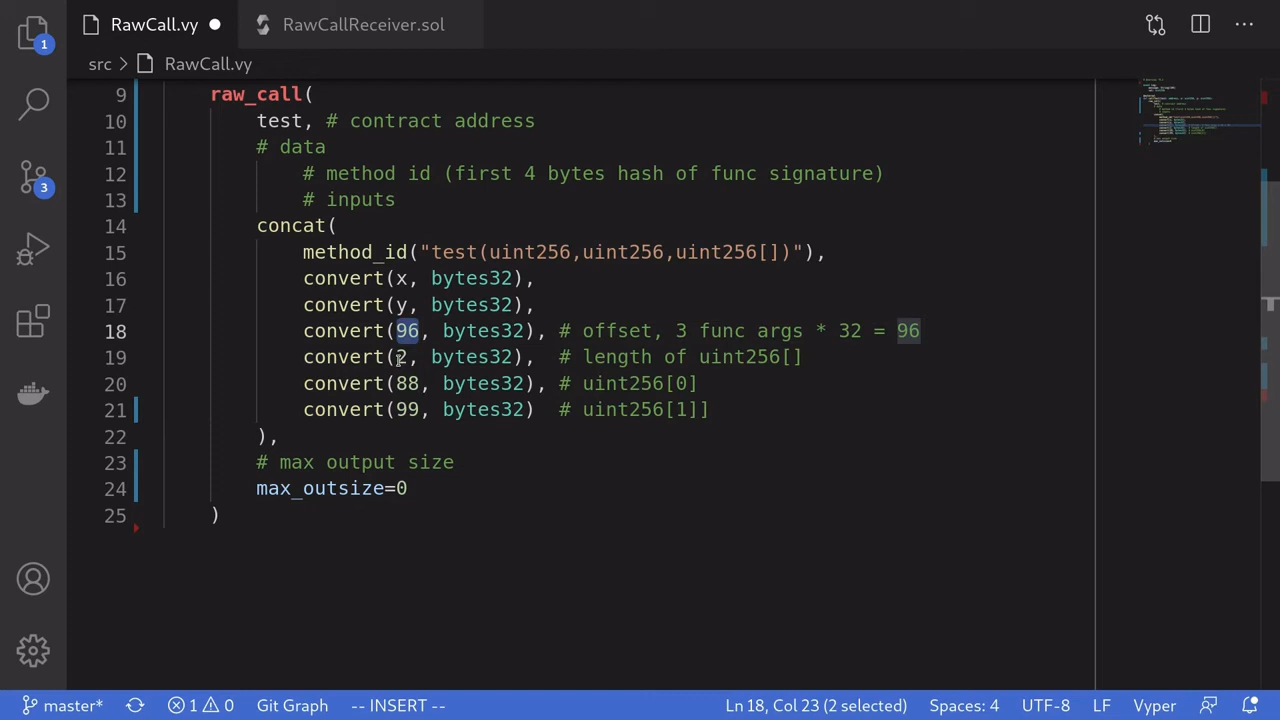 RawCall.vy
RawCallReceiver.sol
src > RawCall.vy
1
3
9 raw_call(
10 test, # contract address
11 # data
12 # method id (first 4 bytes hash of func signature)
13 # inputs
14 concat(
15 method_id("test(uint256,uint256,uint256[])"),
16 convert(x, bytes32),
17 convert(y, bytes32),
18 convert(96, bytes32), # offset, 3 func args * 32 = 96
19 convert(2, bytes32), # length of uint256[]
20 convert(88, bytes32), # uint256[0]
21 convert(99, bytes32) # uint256[1]]
22 ),
23 # max output size
24 max_outsize=0
25 )
master* 1 0 Git Graph -- INSERT -- Ln 18, Col 23 (2 selected) Spaces: 4 UTF-8 LF Vyper